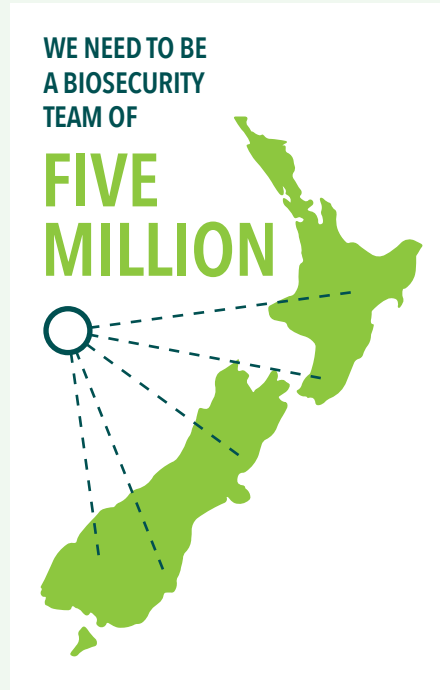 WE NEED TO BE
A BIOSECURITY
TEAM OF
FIVE
MILLION